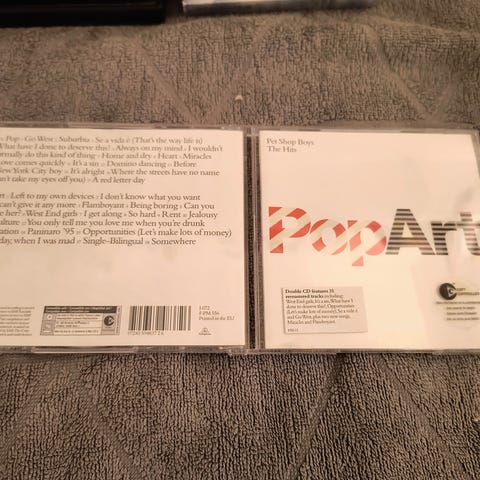 Pop › Go West › Suburbia › Se a vida é (That's the way life is)
What have I done to deserve this? › Always on my mind › I wouldn't
normally do this kind of thing › Home and dry › Heart › Miracles
ove comes quickly › It's a sin › Domino dancing › Before
New York City boy › It's alright › Where the streets have no name
can't take my eyes off you) › A red letter day
rt › Left to my own devices › I don't know what you want
can't give it any more › Flamboyant › Being boring › Can you
e her? › West End girls › I get along › So hard › Rent › Jealousy
ulture › You only tell me you love me when you're drunk
ation › Paninaro '95 › Opportunities (Let's make lots of money)
day, when I was mad › Single-Bilingual › Somewhere
Printed in the EU
Pet Shop Boys
The Hits
PopArt
Double CD features 35
remastered tracks including:
West End girls, It's a sin, What have I
done to deserve this?, Opportunities
(Let's make lots of money), Se a vida é
and Go West, plus two new songs,
Miracles and Flamboyant.